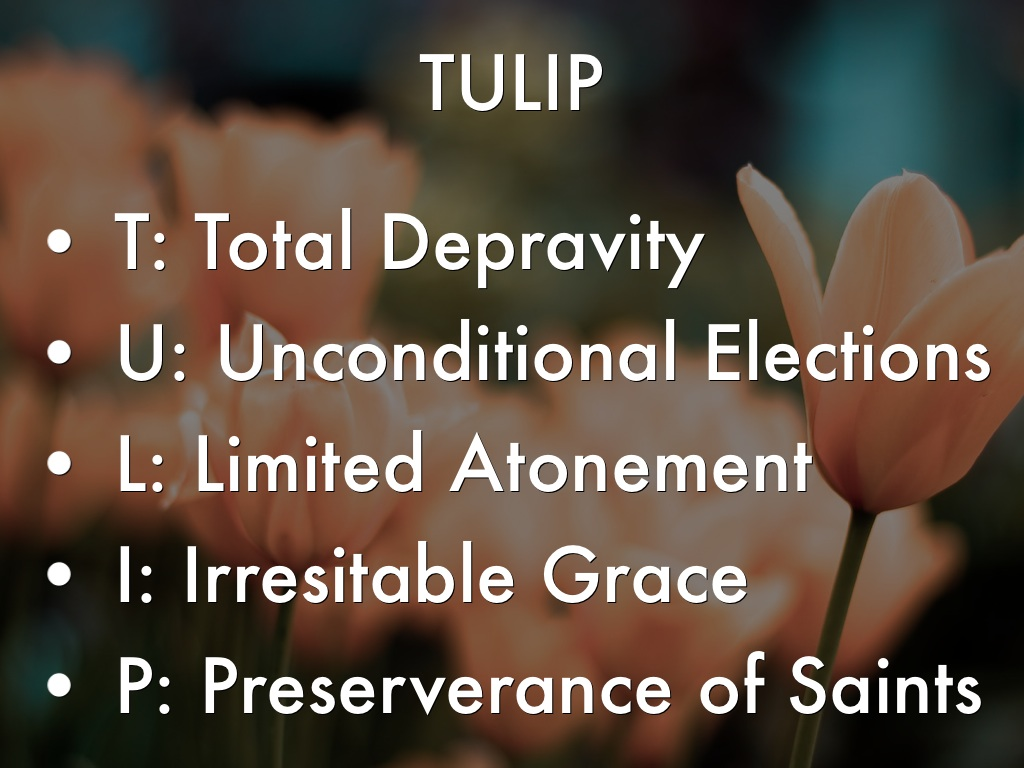 TULIP
• T: Total Depravity
• U: Unconditional Elections
• L: Limited Atonement
• I: Irresitable Grace
• P: Preserverance of Saints